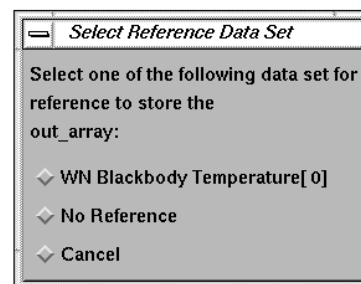 Select Reference Data Set
Select one of the following data set for
reference to store the
out_array:
WN Blackbody Temperature[ 0]
No Reference
Cancel